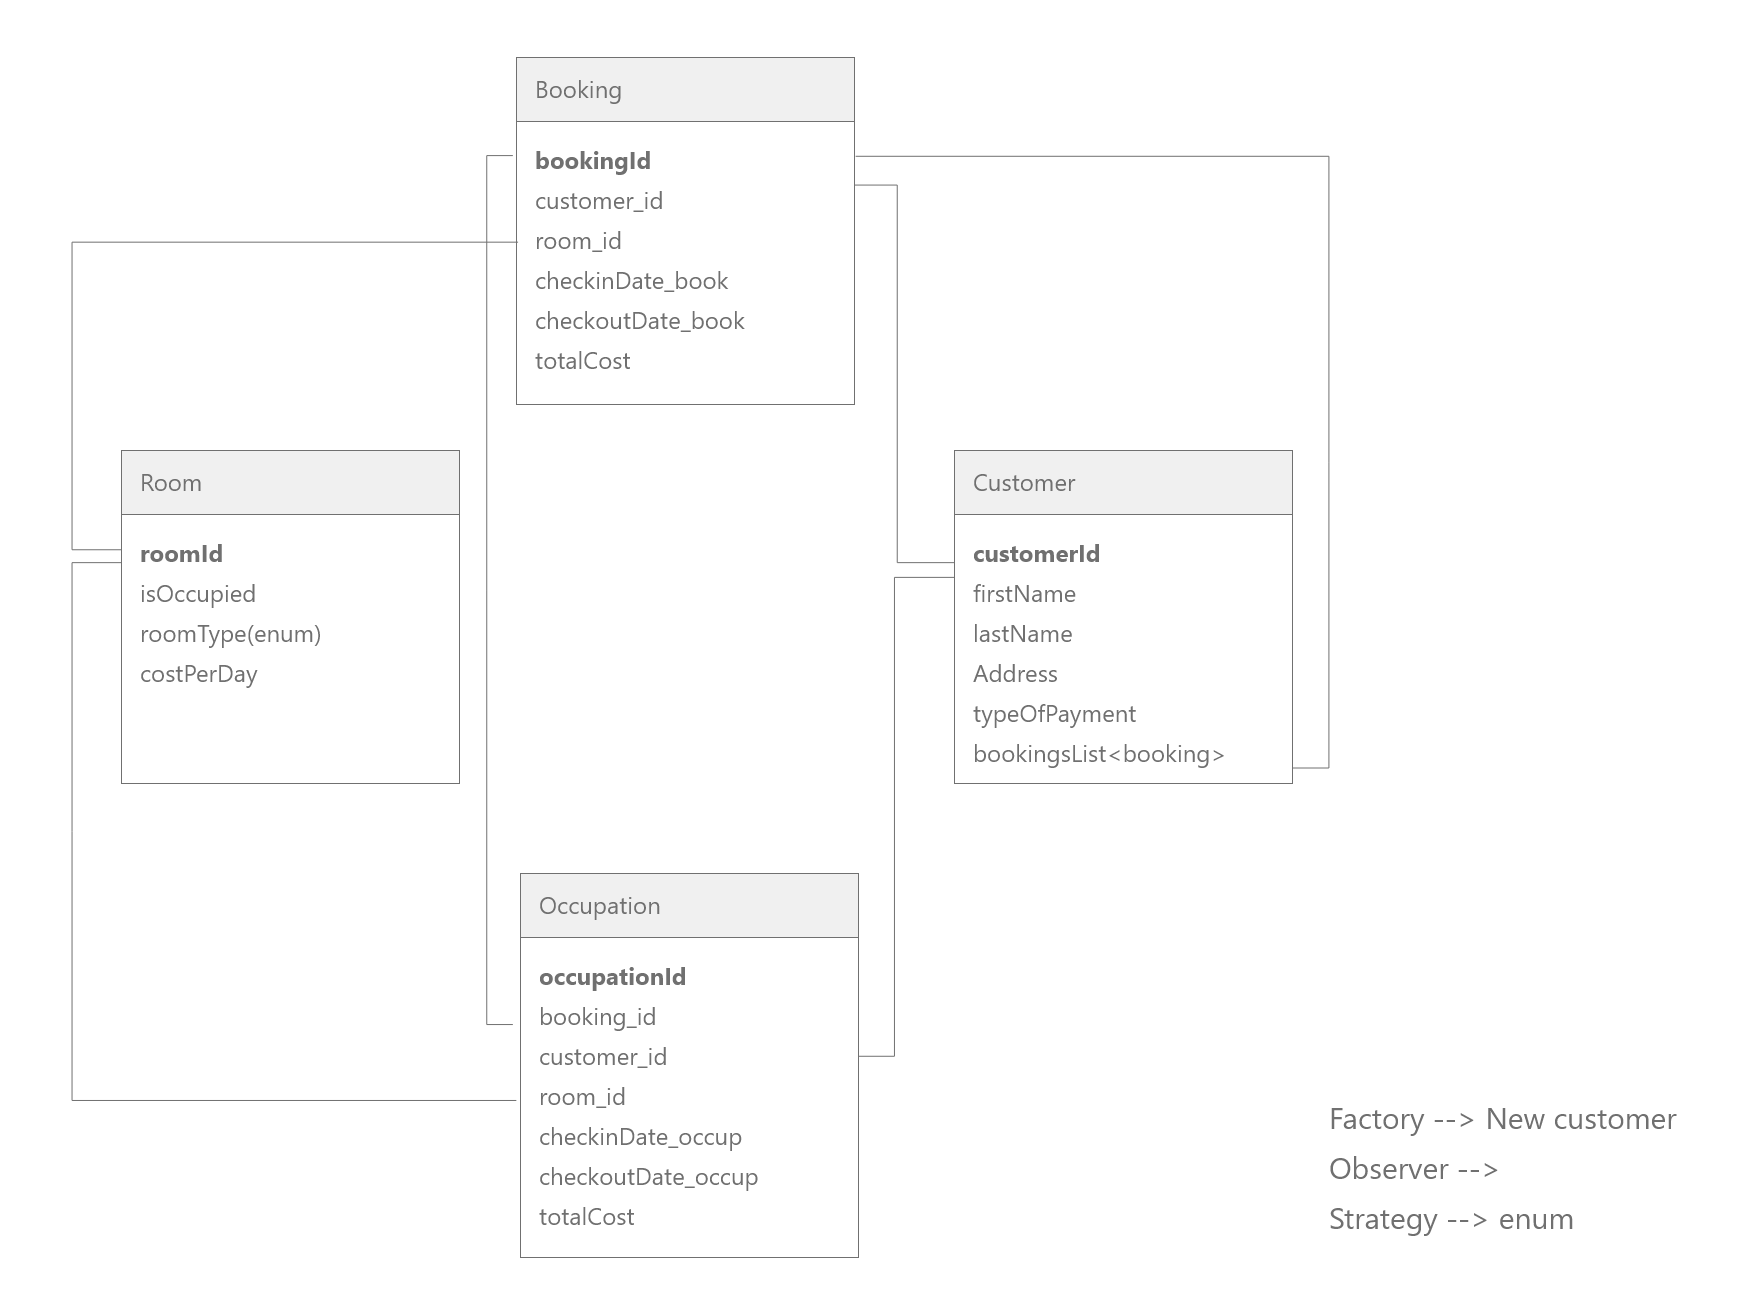 Booking
bookingId
customer_id
room_id
checkinDate_book
checkoutDate_book
totalCost
Room
roomId
isOccupied
roomType(enum)
costPerDay
Customer
customerId
firstName
lastName
Address
typeOfPayment
bookingsList<booking>
Occupation
occupationId
booking_id
customer_id
room_id
checkinDate_occup
checkoutDate_occup
totalCost
Factory --> New customer
Observer -->
Strategy --> enum